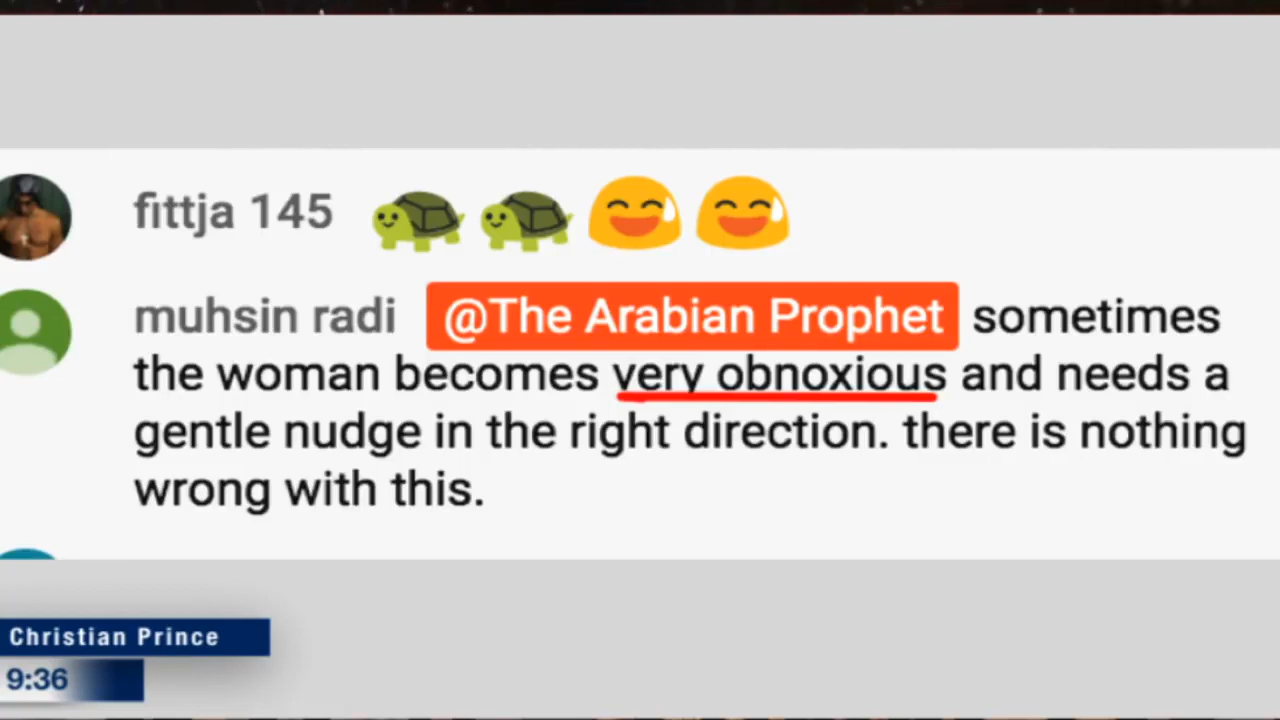 fittja 145
muhsin radi @The Arabian Prophet sometimes
the woman becomes very obnoxious and needs a
gentle nudge in the right direction. there is nothing
wrong with this.
Christian Prince
9:36